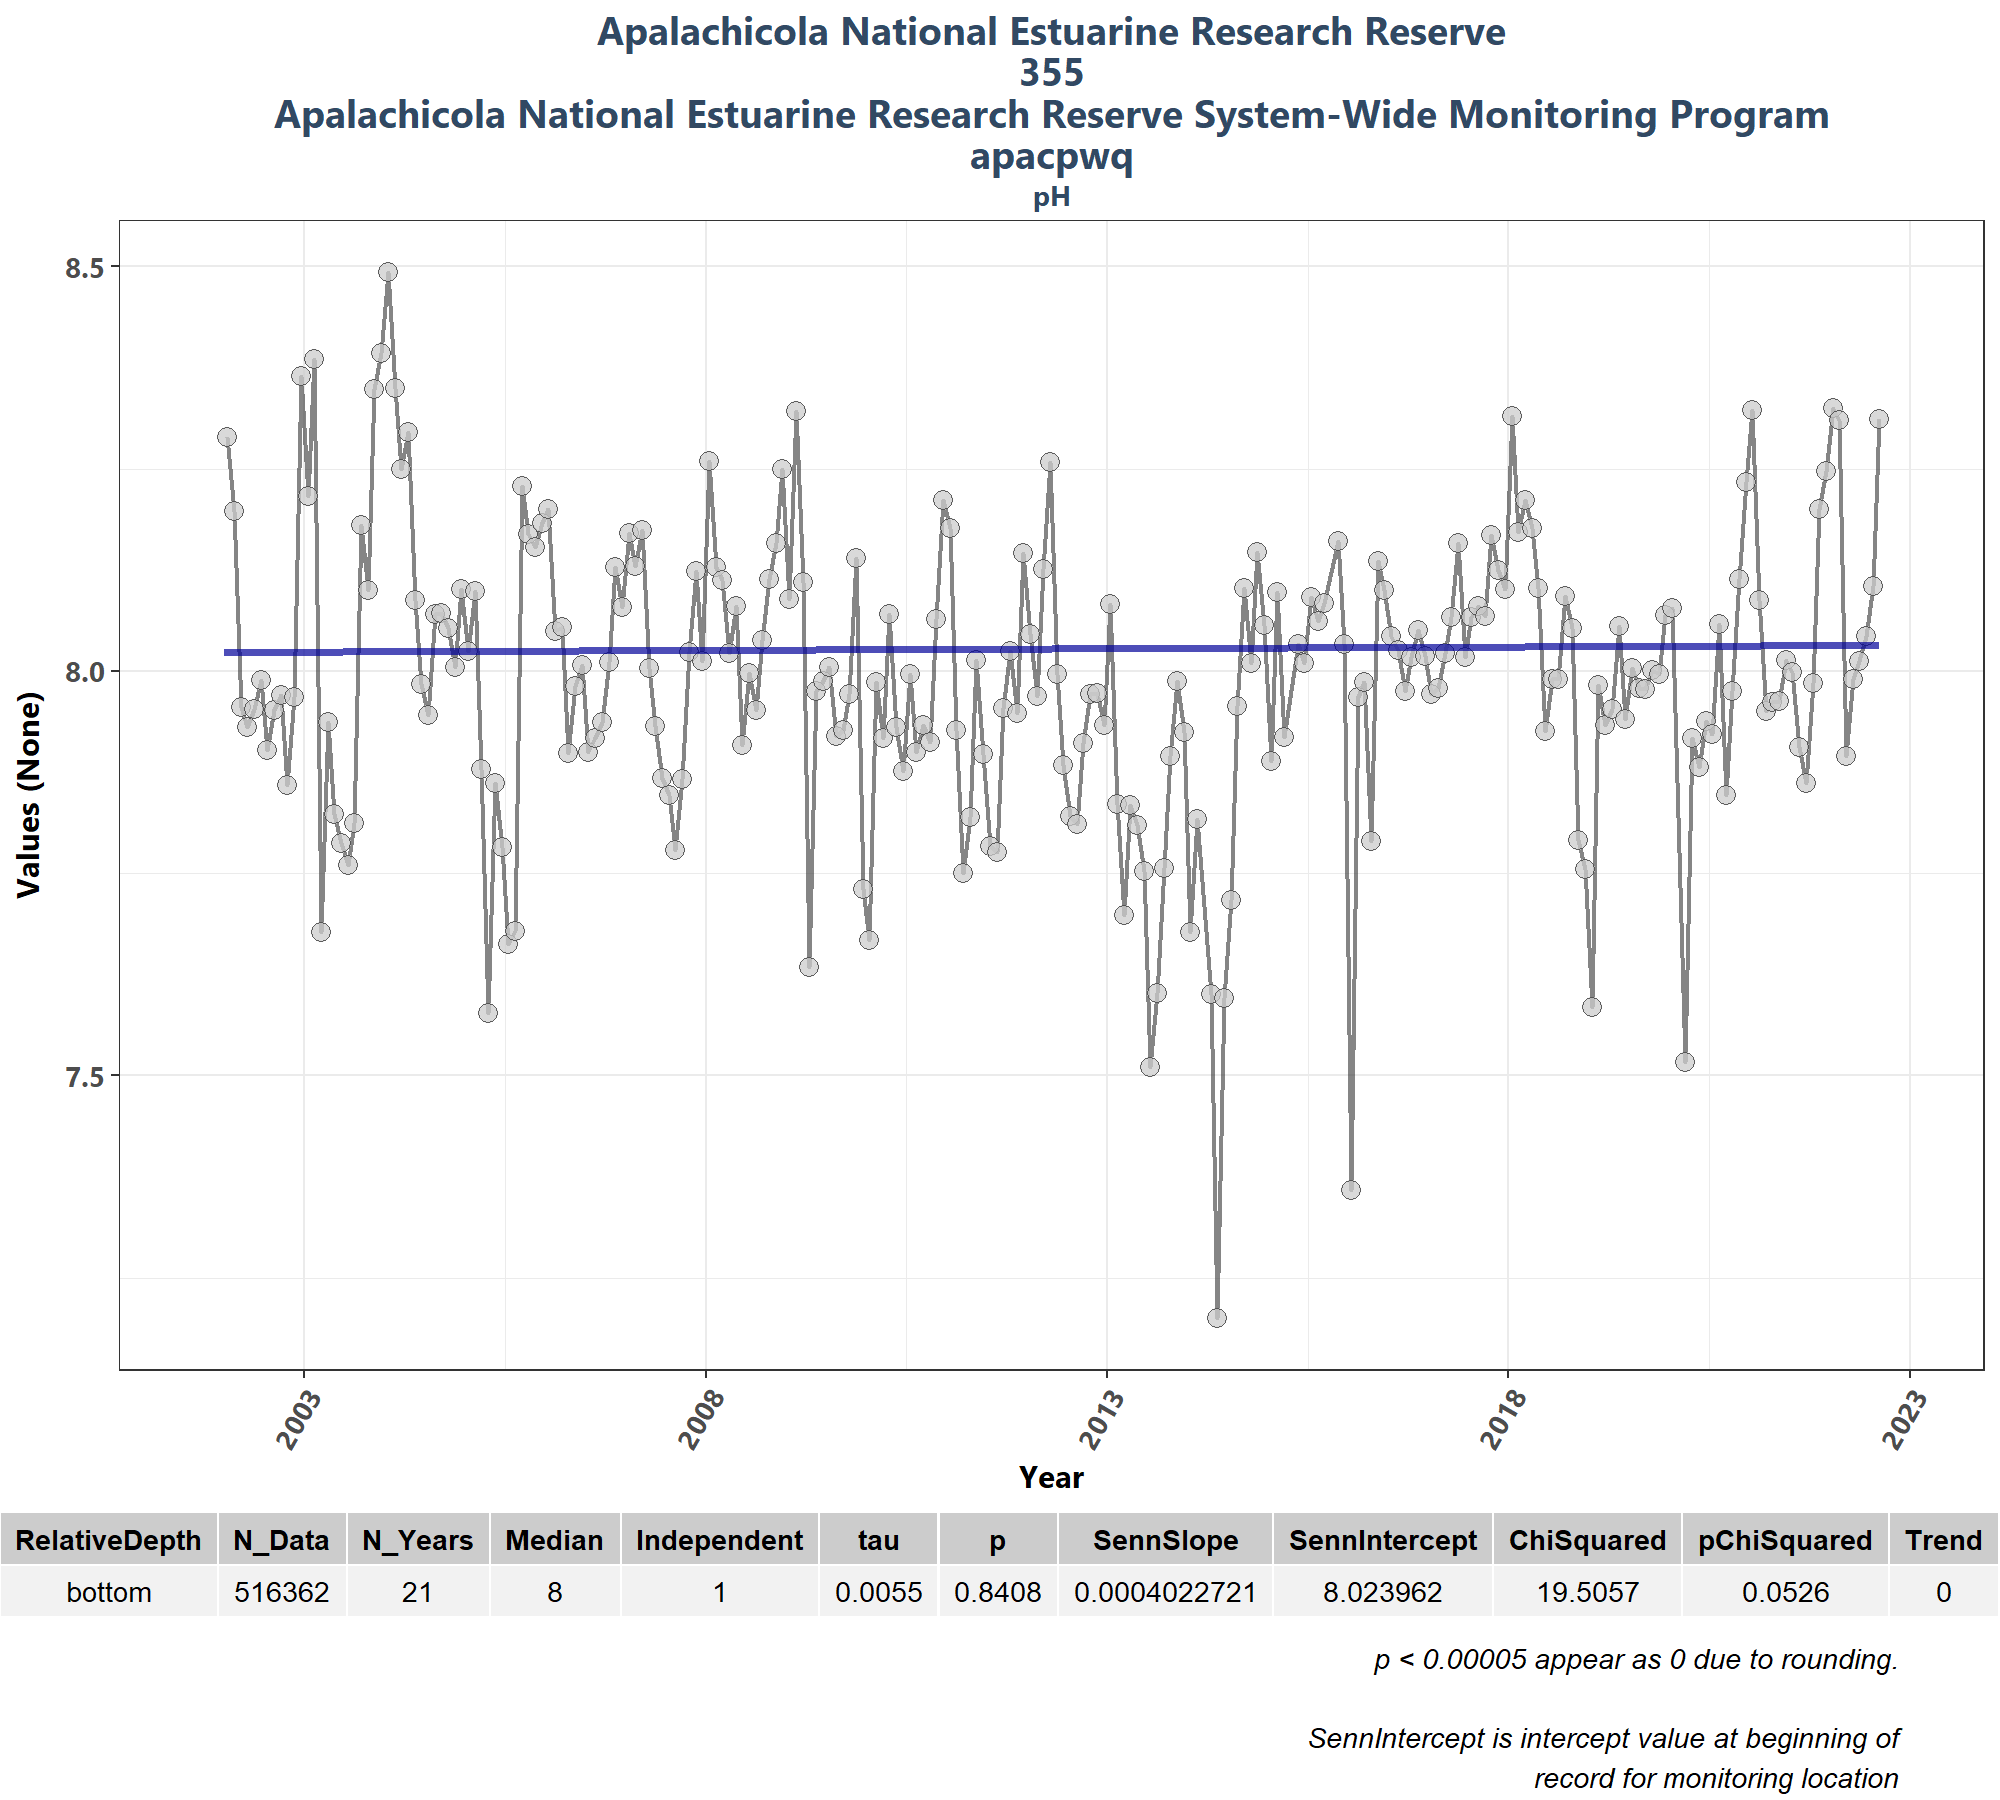 Apalachicola National Estuarine Research Reserve
355
Apalachicola National Estuarine Research Reserve System-Wide Monitoring Program
apacpwq
pH
8.5
8.0
7.5
Values (None)
2003 2008 2013 2018 2023
Year
RelativeDepth N_Data N_Years Median Independent tau p SennSlope SennIntercept ChiSquared pChiSquared Trend
bottom 516362 21 8 1 0.0055 0.8408 0.0004022721 8.023962 19.5057 0.0526 0
p < 0.00005 appear as 0 due to rounding.
SennIntercept is intercept value at beginning of
record for monitoring location